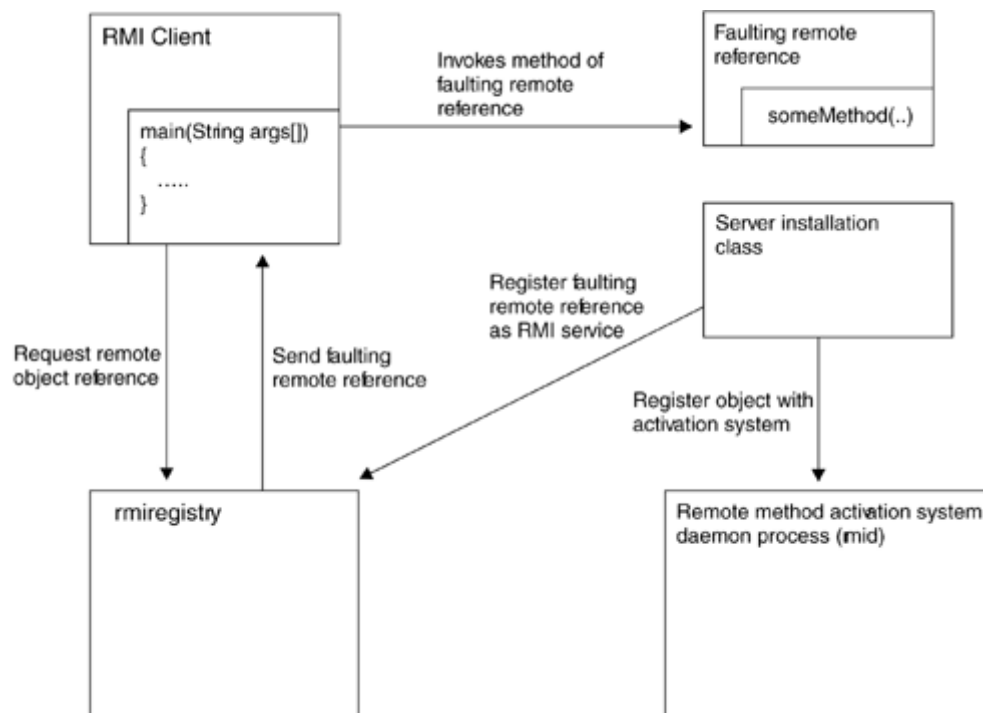 RMI Client
main(String args[])
{
.....
}
Invokes method of
faulting remote
reference
Faulting remote
reference
someMethod(..)
Server installation
class
Register faulting
remote reference
as RMI service
Request remote
object reference
Send faulting
remote reference
Register object with
activation system
rmiregistry
Remote method activation system
daemon process (rmid)